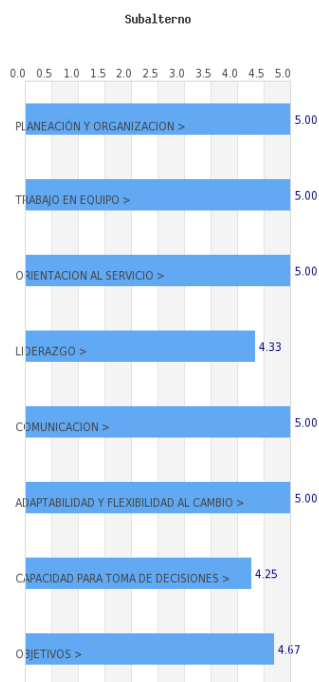 Subalterno
0.0 0.5 1.0 1.5 2.0 2.5 3.0 3.5 4.0 4.5 5.0
PLANEACIÓN Y ORGANIZACION > 5.00
TRABAJO EN EQUIPO > 5.00
ORIENTACION AL SERVICIO > 5.00
LIDERAZGO > 4.33
COMUNICACION > 5.00
ADAPTABILIDAD Y FLEXIBILIDAD AL CAMBIO > 5.00
CAPACIDAD PARA TOMA DE DECISIONES > 4.25
OBJETIVOS > 4.67